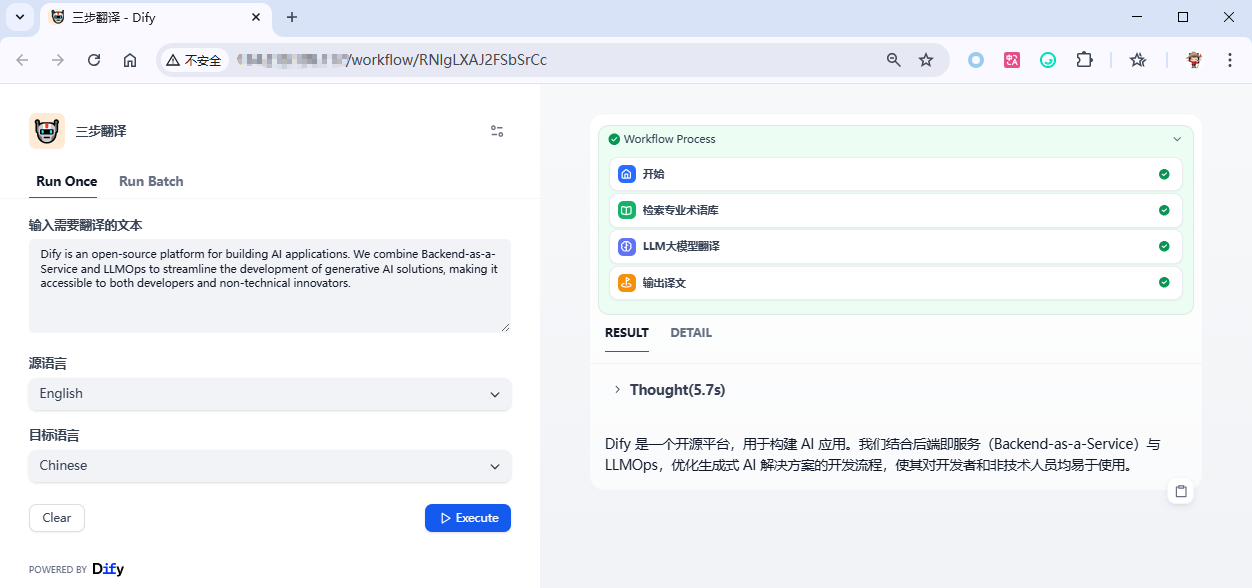 三步翻译 - Dify
不安全
/workflow/RNIgLXAJ2FSbSrCc
三步翻译
Run Once
Run Batch
输入需要翻译的文本
Dify is an open-source platform for building AI applications. We combine Backend-as-a-
Service and LLMOps to streamline the development of generative AI solutions, making it
accessible to both developers and non-technical innovators.
源语言
English
目标语言
Chinese
Clear
Execute
POWERED BY Dify
Workflow Process
开始
检索专业术语库
LLM大模型翻译
输出译文
RESULT
DETAIL
Thought(5.7s)
Dify 是一个开源平台，用于构建 AI 应用。我们结合后端即服务（Backend-as-a-Service）与
LLMOps，优化生成式 AI 解决方案的开发流程，使其对开发者和非技术人员均易于使用。